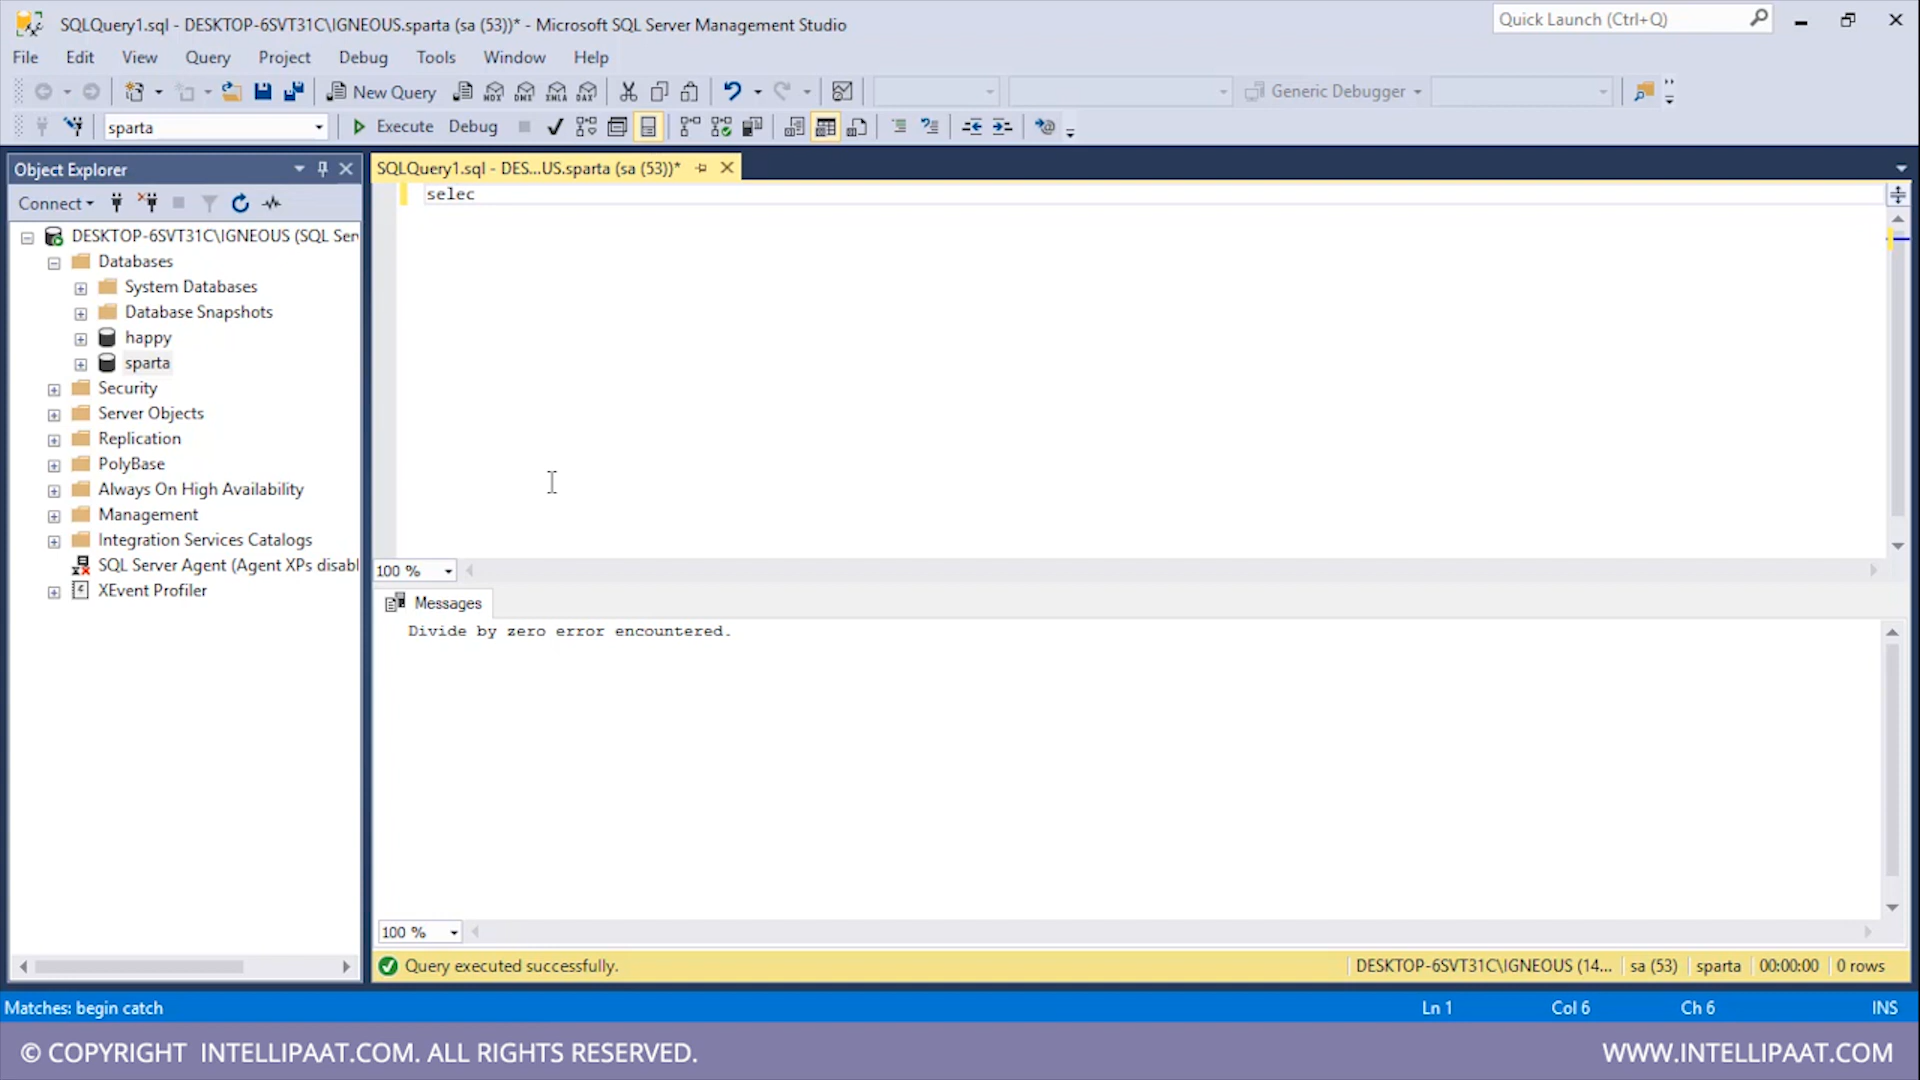 SQLQuery1.sql - DESKTOP-6SVT31C\IGNEOUS.sparta (sa (53))* - Microsoft SQL Server Management Studio
Quick Launch (Ctrl+Q)
File Edit View Query Project Debug Tools Window Help
New Query
MDX DMX XMLA DAX
Generic Debugger
sparta
Execute Debug
Object Explorer
SQLQuery1.sql - DES...US.sparta (sa (53))*
Connect
selec
DESKTOP-6SVT31C\IGNEOUS (SQL Ser
Databases
System Databases
Database Snapshots
happy
sparta
Security
Server Objects
Replication
PolyBase
Always On High Availability
Management
Integration Services Catalogs
SQL Server Agent (Agent XPs disabl
XEvent Profiler
100 %
Messages
Divide by zero error encountered.
100 %
Query executed successfully.
DESKTOP-6SVT31C\IGNEOUS (14... sa (53) sparta 00:00:00 0 rows
Matches: begin catch
Ln 1 Col 6 Ch 6 INS
© COPYRIGHT INTELLIPAAT.COM. ALL RIGHTS RESERVED.
WWW.INTELLIPAAT.COM